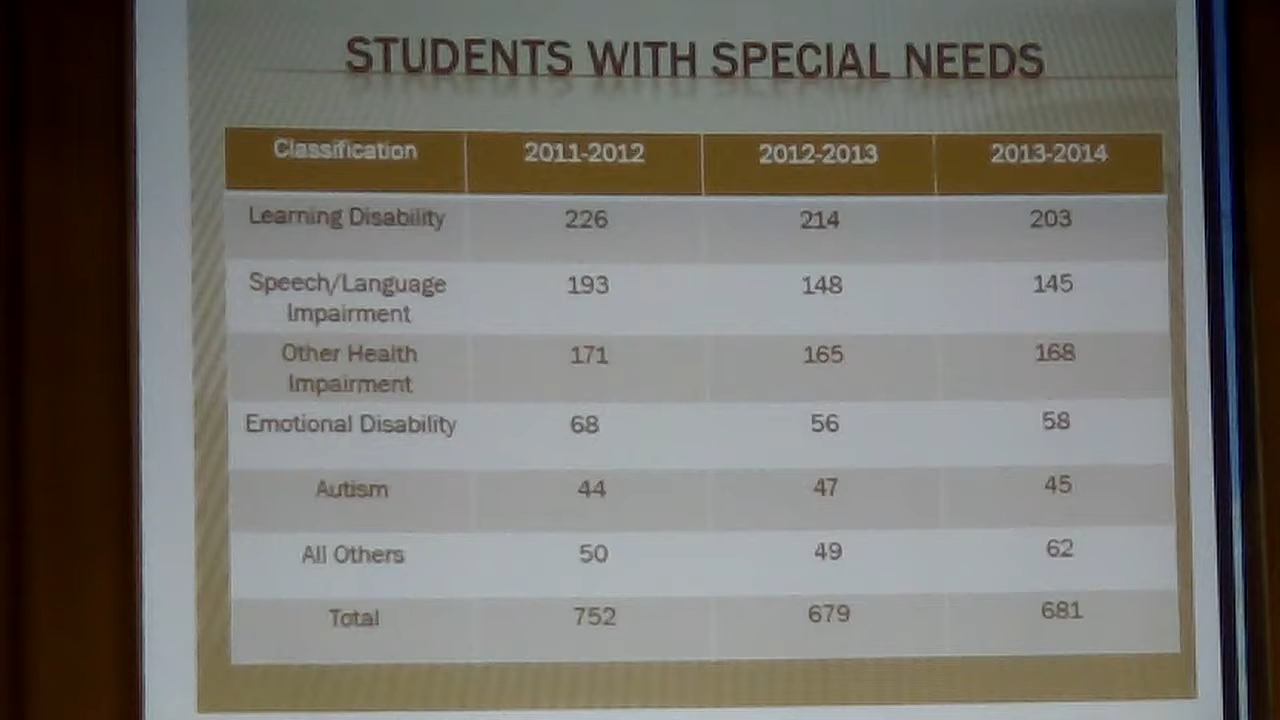 STUDENTS WITH SPECIAL NEEDS
Classification 2011-2012 2012-2013 2013-2014
Learning Disability 226 214 203
Speech/Language
Impairment 193 148 145
Other Health
Impairment 171 165 168
Emotional Disability 68 56 58
Autism 44 47 45
All Others 50 49 62
Total 752 679 681